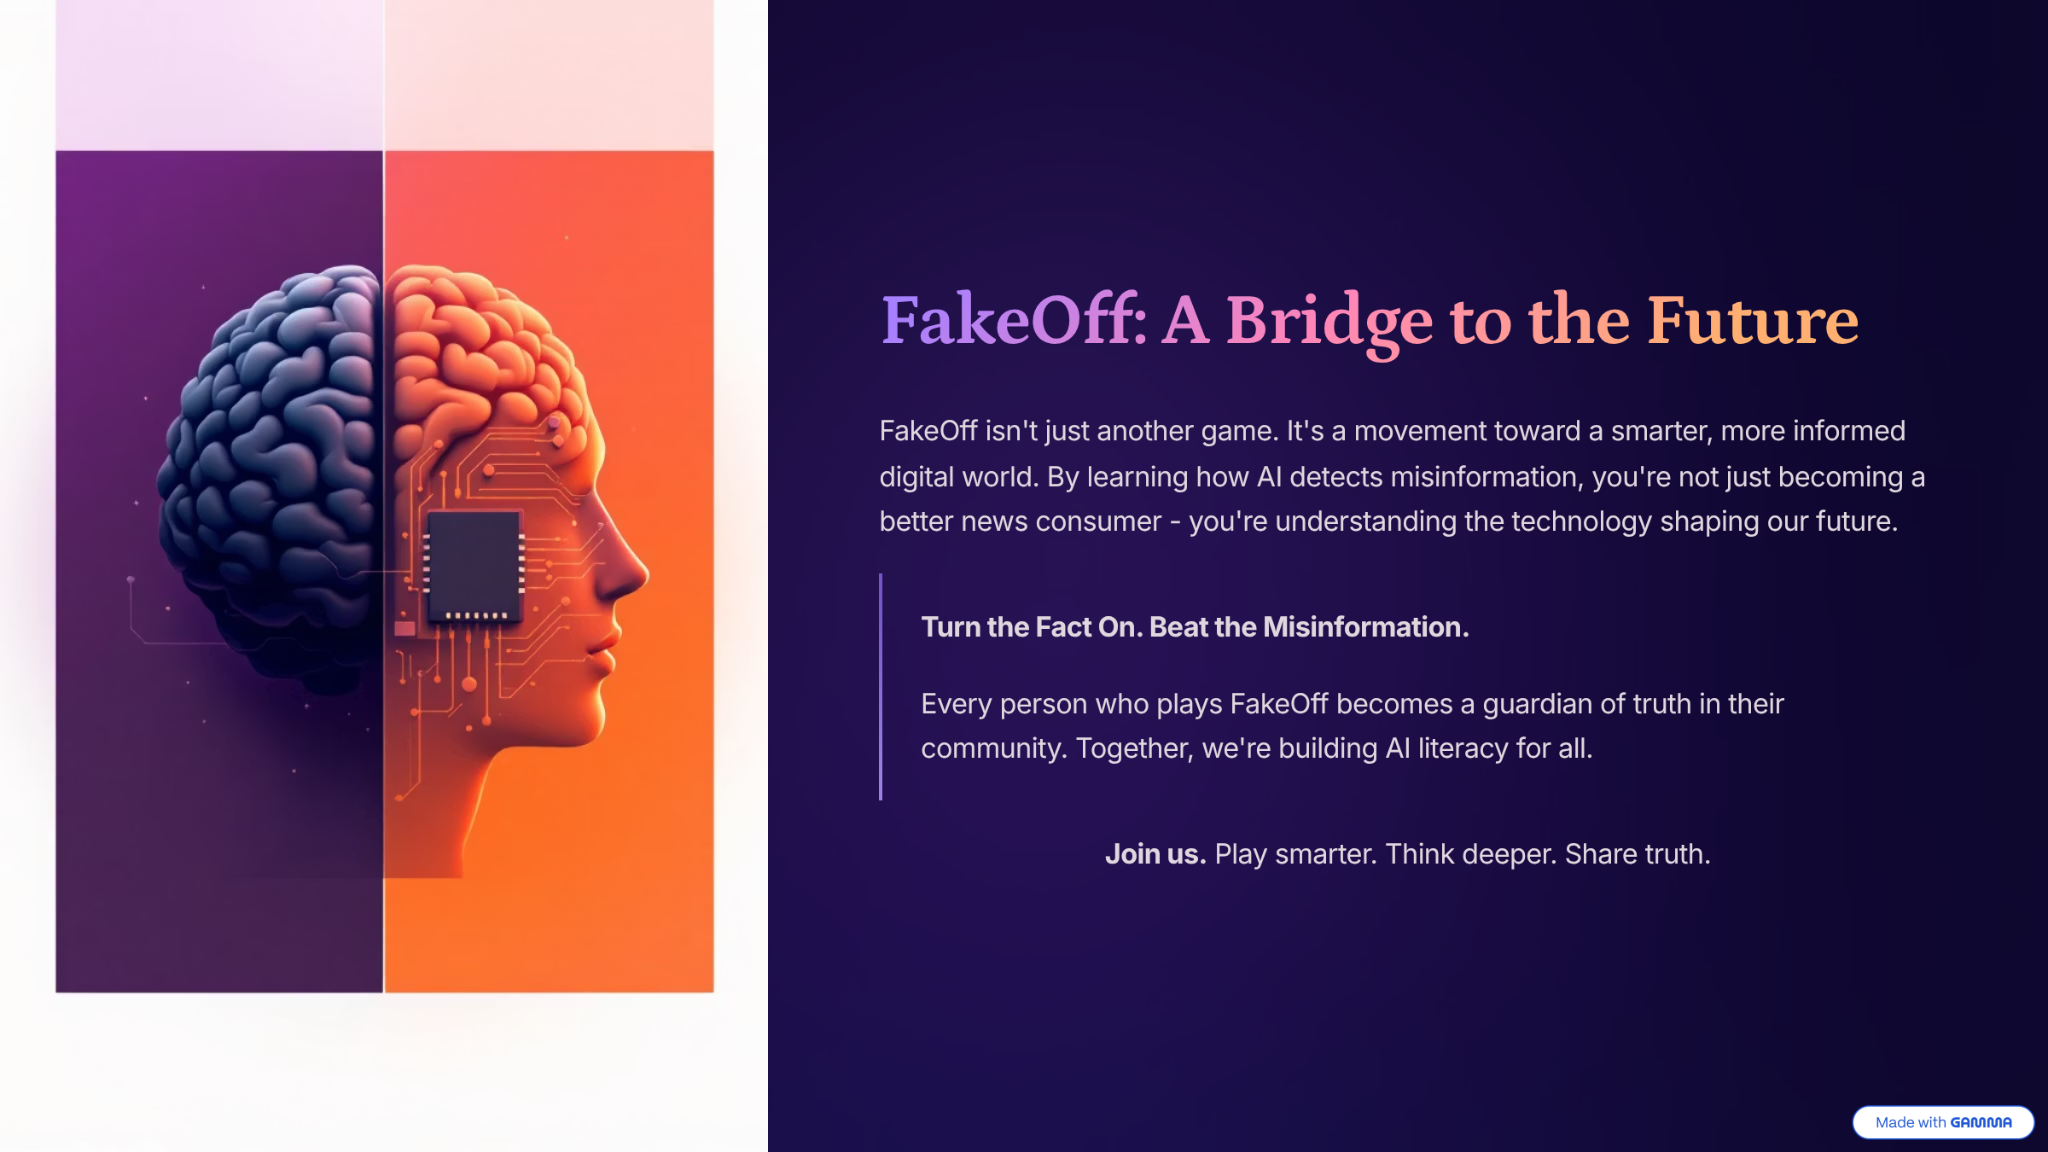 FakeOff: A Bridge to the Future
FakeOff isn't just another game. It's a movement toward a smarter, more informed
digital world. By learning how AI detects misinformation, you're not just becoming a
better news consumer - you're understanding the technology shaping our future.
Turn the Fact On. Beat the Misinformation.
Every person who plays FakeOff becomes a guardian of truth in their
community. Together, we're building AI literacy for all.
Join us. Play smarter. Think deeper. Share truth.
Made with GAMMA